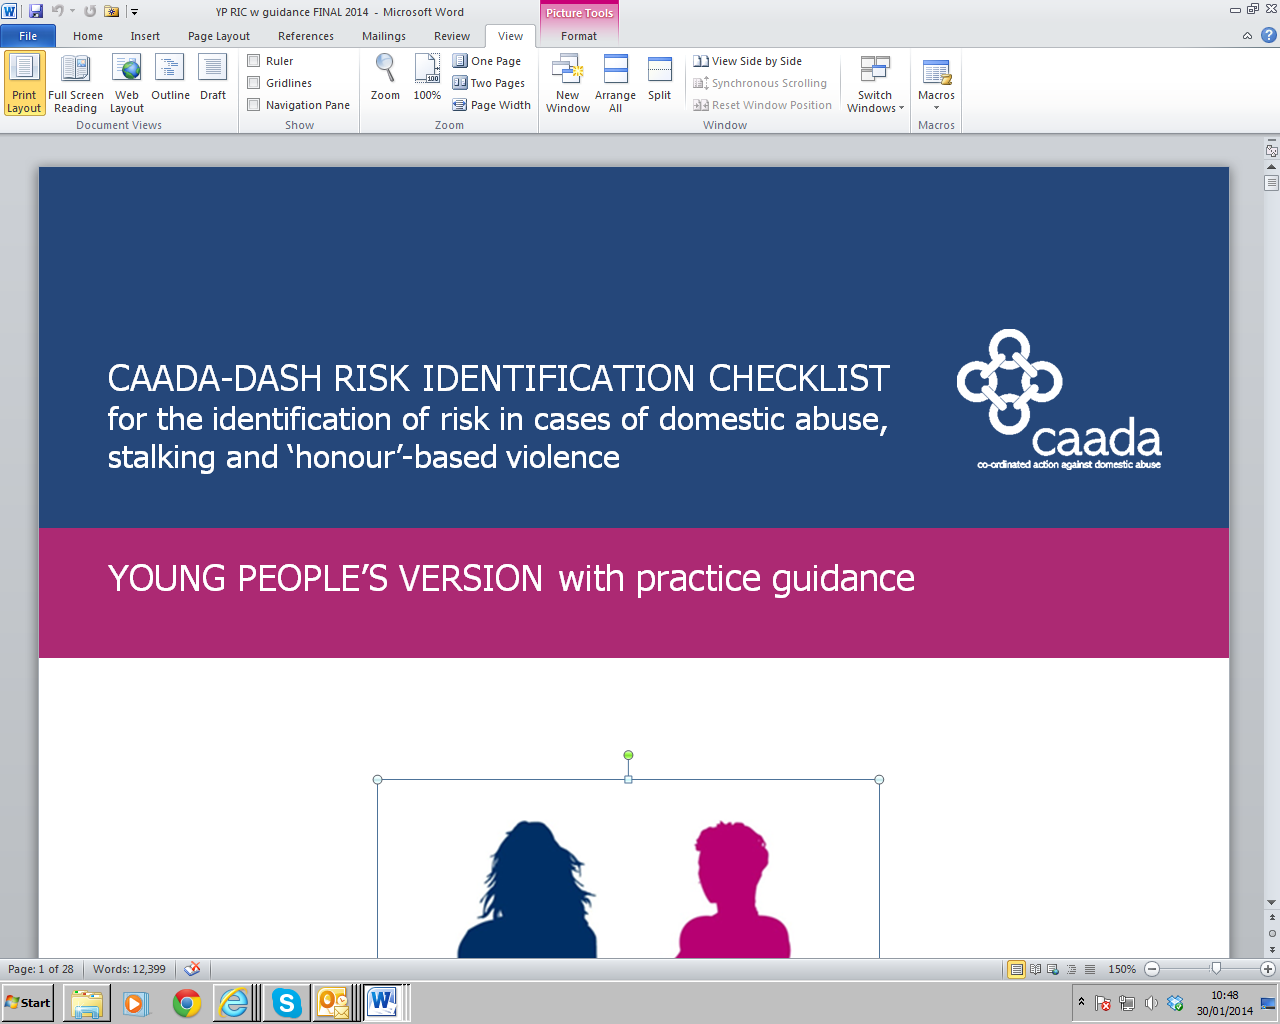 YP RIC w guidance FINAL 2014 - Microsoft Word
Picture Tools
File Home Insert Page Layout References Mailings Review View Format
Print Layout
Full Screen Reading
Web Layout
Outline
Draft
Document Views
Ruler
Gridlines
Navigation Pane
Show
Zoom
100%
One Page
Two Pages
Page Width
Zoom
New Window
Arrange All
Split
View Side by Side
Synchronous Scrolling
Reset Window Position
Window
Switch Windows
Macros
Macros
CAADA-DASH RISK IDENTIFICATION CHECKLIST
for the identification of risk in cases of domestic abuse,
stalking and ‘honour’-based violence
caada
co-ordinated action against domestic abuse
YOUNG PEOPLE’S VERSION with practice guidance
Page: 1 of 28 Words: 12,399 150%
Start
10:48
30/01/2014